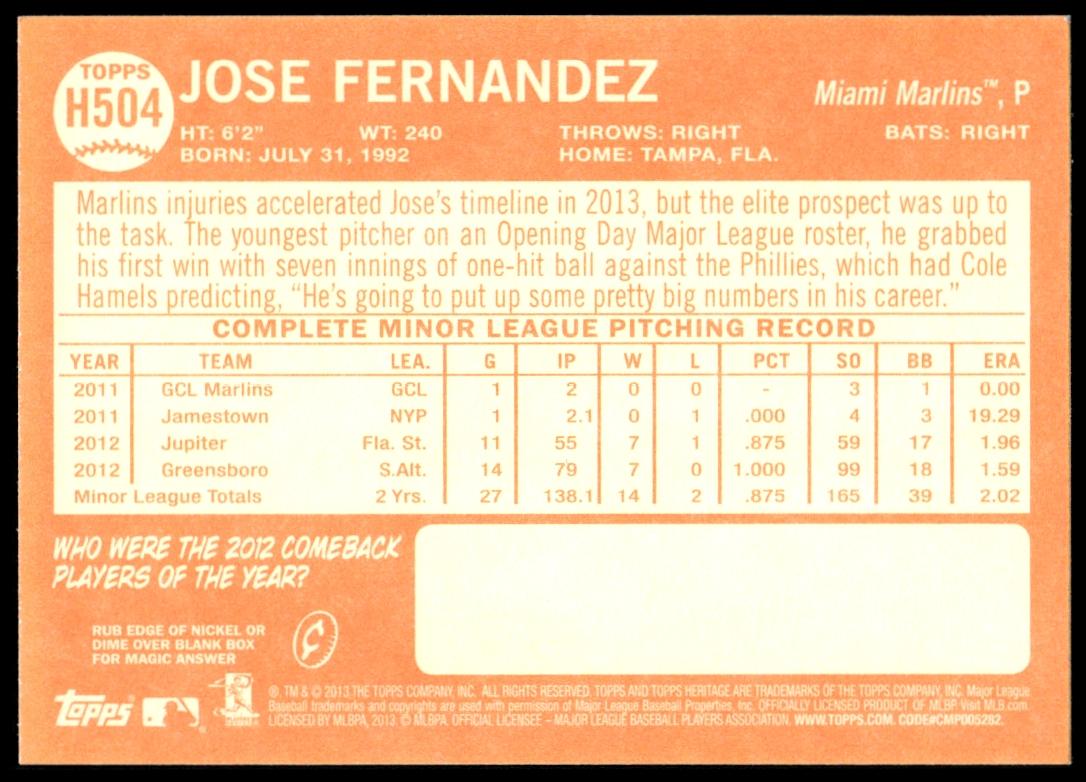 TOPPS
H504
JOSE FERNANDEZ
Miami Marlins™, P
HT: 6'2" WT: 240 THROWS: RIGHT BATS: RIGHT
BORN: JULY 31, 1992 HOME: TAMPA, FLA.
Marlins injuries accelerated Jose's timeline in 2013, but the elite prospect was up to
the task. The youngest pitcher on an Opening Day Major League roster, he grabbed
his first win with seven innings of one-hit ball against the Phillies, which had Cole
Hamels predicting, "He's going to put up some pretty big numbers in his career."
COMPLETE MINOR LEAGUE PITCHING RECORD
YEAR TEAM LEA. G IP W L PCT SO BB ERA
2011 GCL Marlins GCL 1 2 0 0 - 3 1 0.00
2011 Jamestown NYP 1 2.1 0 1 .000 4 3 19.29
2012 Jupiter Fla. St. 11 55 7 1 .875 59 17 1.96
2012 Greensboro S.Alt. 14 79 7 0 1.000 99 18 1.59
Minor League Totals 2 Yrs. 27 138.1 14 2 .875 165 39 2.02
WHO WERE THE 2012 COMEBACK
PLAYERS OF THE YEAR?
RUB EDGE OF NICKEL OR
DIME OVER BLANK BOX
FOR MAGIC ANSWER
Topps
®, TM & © 2013 THE TOPPS COMPANY, INC. ALL RIGHTS RESERVED. TOPPS AND TOPPS HERITAGE ARE TRADEMARKS OF THE TOPPS COMPANY, INC. Major League
Baseball trademarks and copyrights are used with permission of Major League Baseball Properties, Inc. OFFICIALLY LICENSED PRODUCT OF MLBP Visit MLB.com
LICENSED BY MLBPA, 2013. © MLBPA. OFFICIAL LICENSEE – MAJOR LEAGUE BASEBALL PLAYERS ASSOCIATION. WWW.TOPPS.COM. CODE#CMP005282.